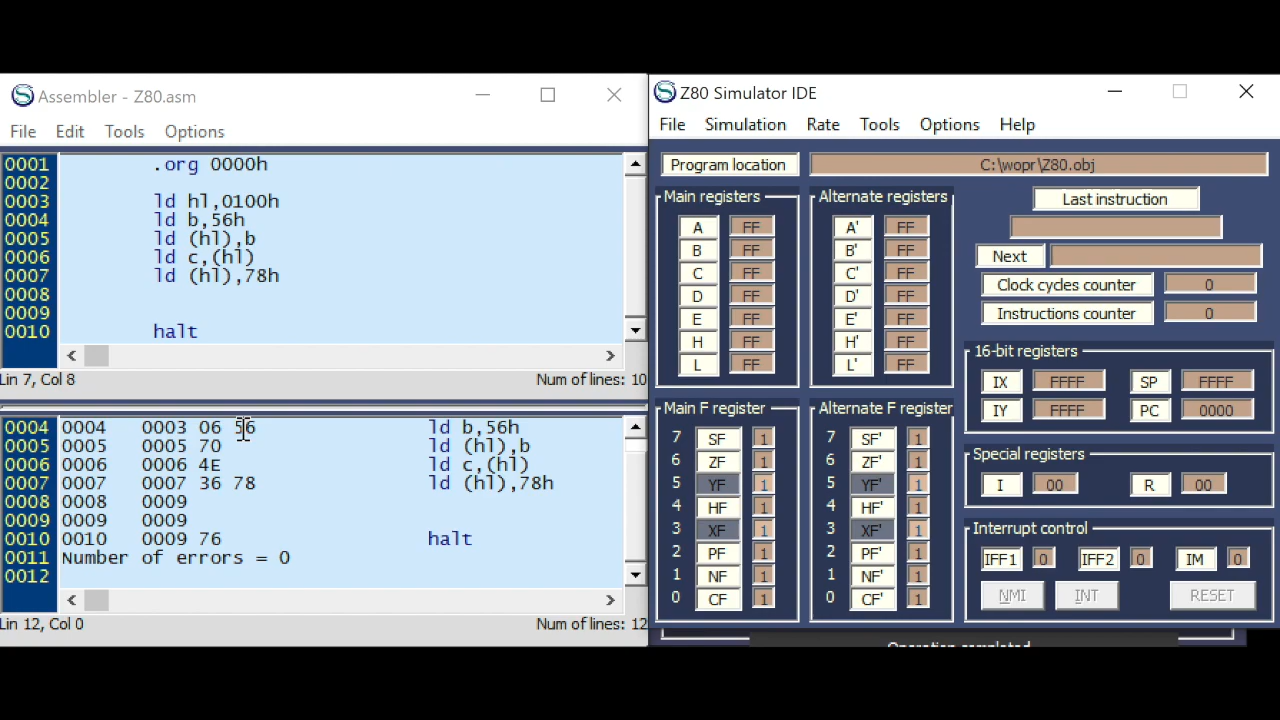 Assembler - Z80.asm
File Edit Tools Options
0001 .org 0000h
0002
0003 ld hl,0100h
0004 ld b,56h
0005 ld (hl),b
0006 ld c,(hl)
0007 ld (hl),78h
0008
0009
0010 halt
Lin 7, Col 8 Num of lines: 10
0004 0004 0003 06 56 ld b,56h
0005 0005 0005 70 ld (hl),b
0006 0006 0006 4E ld c,(hl)
0007 0007 0007 36 78 ld (hl),78h
0008 0008 0009
0009 0009 0009
0010 0010 0009 76 halt
0011 Number of errors = 0
0012
Lin 12, Col 0 Num of lines: 12
Z80 Simulator IDE
File Simulation Rate Tools Options Help
Program location C:\wopr\Z80.obj
Main registers
A FF
B FF
C FF
D FF
E FF
H FF
L FF
Alternate registers
A' FF
B' FF
C' FF
D' FF
E' FF
H' FF
L' FF
Last instruction
Next
Clock cycles counter 0
Instructions counter 0
16-bit registers
IX FFFF SP FFFF
IY FFFF PC 0000
Main F register
7 SF 1
6 ZF 1
5 YF 1
4 HF 1
3 XF 1
2 PF 1
1 NF 1
0 CF 1
Alternate F register
7 SF' 1
6 ZF' 1
5 YF' 1
4 HF' 1
3 XF' 1
2 PF' 1
1 NF' 1
0 CF' 1
Special registers
I 00 R 00
Interrupt control
IFF1 0 IFF2 0 IM 0
NMI INT RESET
Operation completed